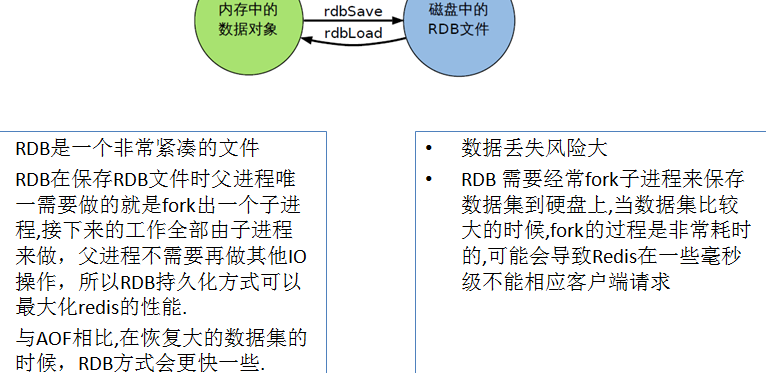 内存中的
数据对象
rdbSave
rdbLoad
磁盘中的
RDB文件
RDB是一个非常紧凑的文件
RDB在保存RDB文件时父进程唯
一需要做的就是fork出一个子进
程,接下来的工作全部由子进程
来做，父进程不需要再做其他IO
操作，所以RDB持久化方式可以
最大化redis的性能.
与AOF相比,在恢复大的数据集的
时候，RDB方式会更快一些.
• 数据丢失风险大
• RDB 需要经常fork子进程来保存
数据集到硬盘上,当数据集比较
大的时候,fork的过程是非常耗时
的,可能会导致Redis在一些毫秒
级不能相应客户端请求